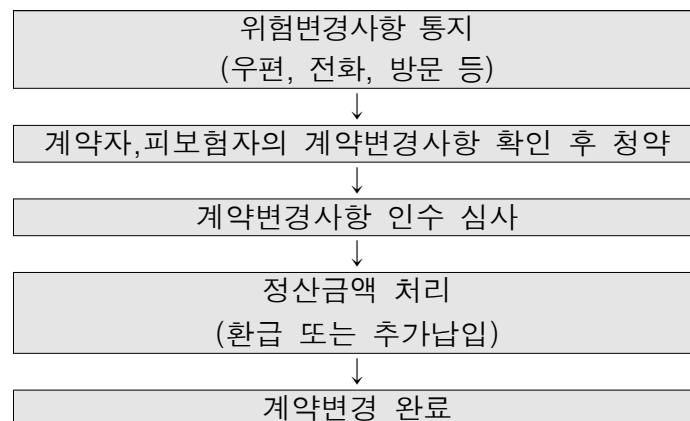 위험변경사항 통지
(우편, 전화, 방문 등)
↓
계약자,피보험자의 계약변경사항 확인 후 청약
↓
계약변경사항 인수 심사
↓
정산금액 처리
(환급 또는 추가납입)
↓
계약변경 완료